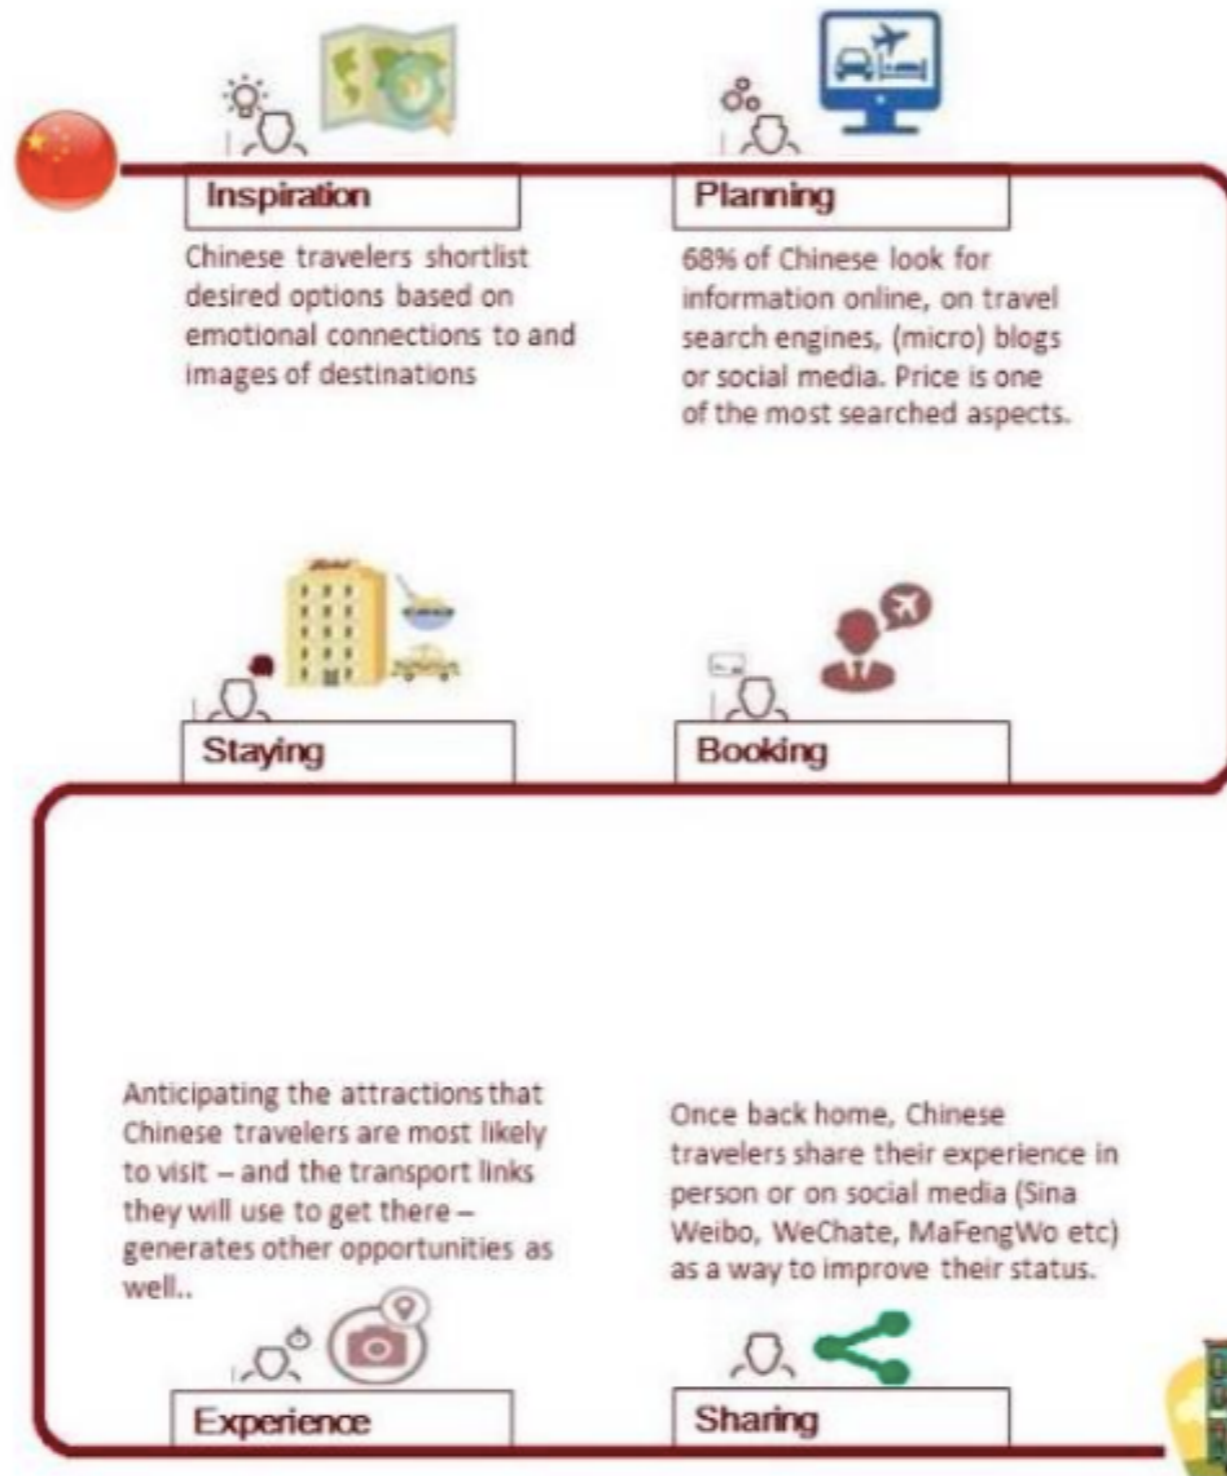 Inspiration
Chinese travelers shortlist
desired options based on
emotional connections to and
images of destinations
Planning
68% of Chinese look for
information online, on travel
search engines, (micro) blogs
or social media. Price is one
of the most searched aspects.
Booking
Staying
Anticipating the attractions that
Chinese travelers are most likely
to visit – and the transport links
they will use to get there –
generates other opportunities as
well..
Experience
Once back home, Chinese
travelers share their experience in
person or on social media (Sina
Weibo, WeChate, MaFengWo etc)
as a way to improve their status.
Sharing